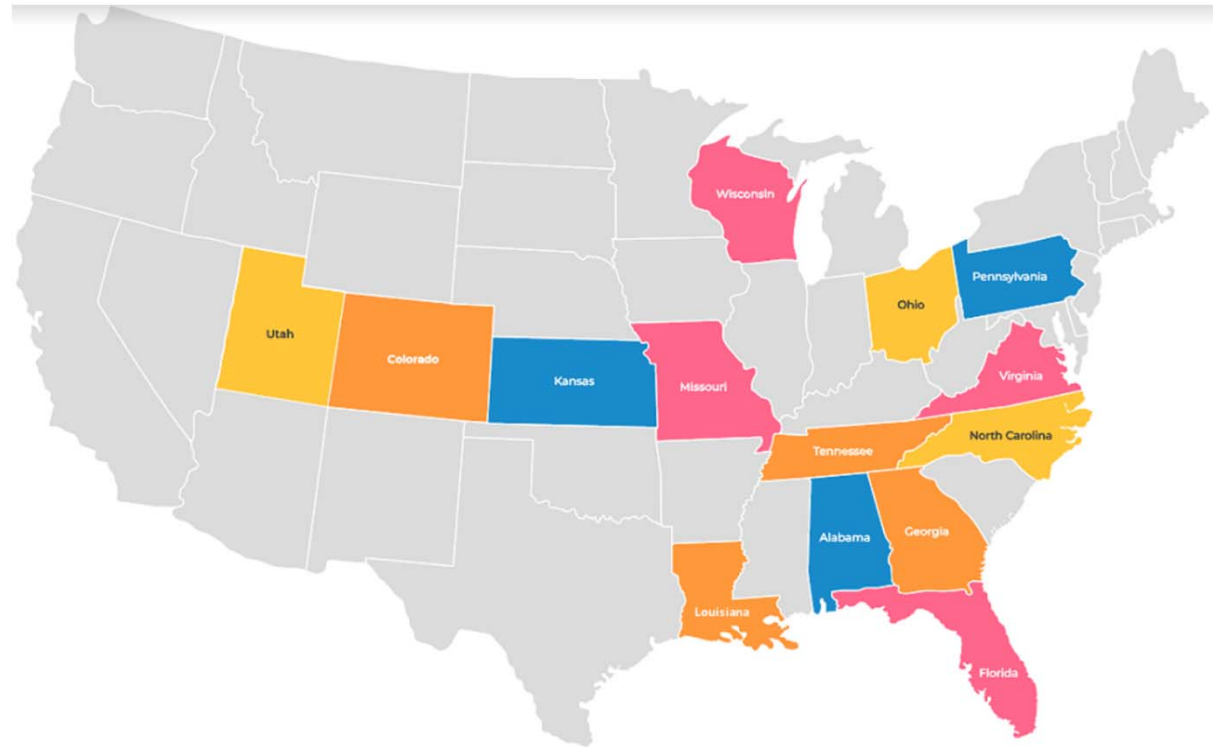 Wisconsin
Pennsylvania
Ohio
Utah
Colorado
Kansas
Missouri
Virginia
North Carolina
Tennessee
Alabama
Georgia
Louisiana
Florida